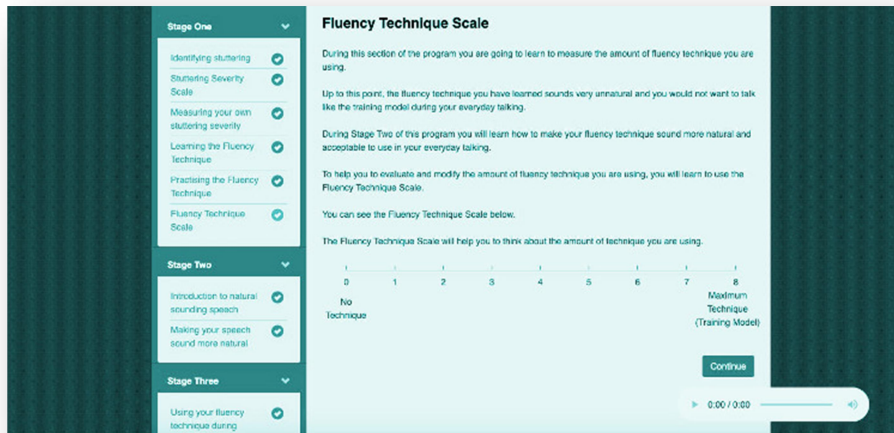 Stage One
Identifying stuttering
Stuttering Severity
Scale
Measuring your own
stuttering severity
Learning the Fluency
Technique
Practising the Fluency
Technique
Fluency Technique
Scale
Stage Two
Introduction to natural
sounding speech
Making your speech
sound more natural
Stage Three
Using your fluency
technique during
Fluency Technique Scale
During this section of the program you are going to learn to measure the amount of fluency technique you are
using.
Up to this point, the fluency technique you have learned sounds very unnatural and you would not want to talk
like the training model during your everyday talking.
During Stage Two of this program you will learn how to make your fluency technique sound more natural and
acceptable to use in your everyday talking.
To help you to evaluate and modify the amount of fluency technique you are using, you will learn to use the
Fluency Technique Scale.
You can see the Fluency Technique Scale below.
The Fluency Technique Scale will help you to think about the amount of technique you are using.
0 1 2 3 4 5 6 7 8
No
Technique
Maximum
Technique
(Training Model)
Continue
0:00 / 0:00